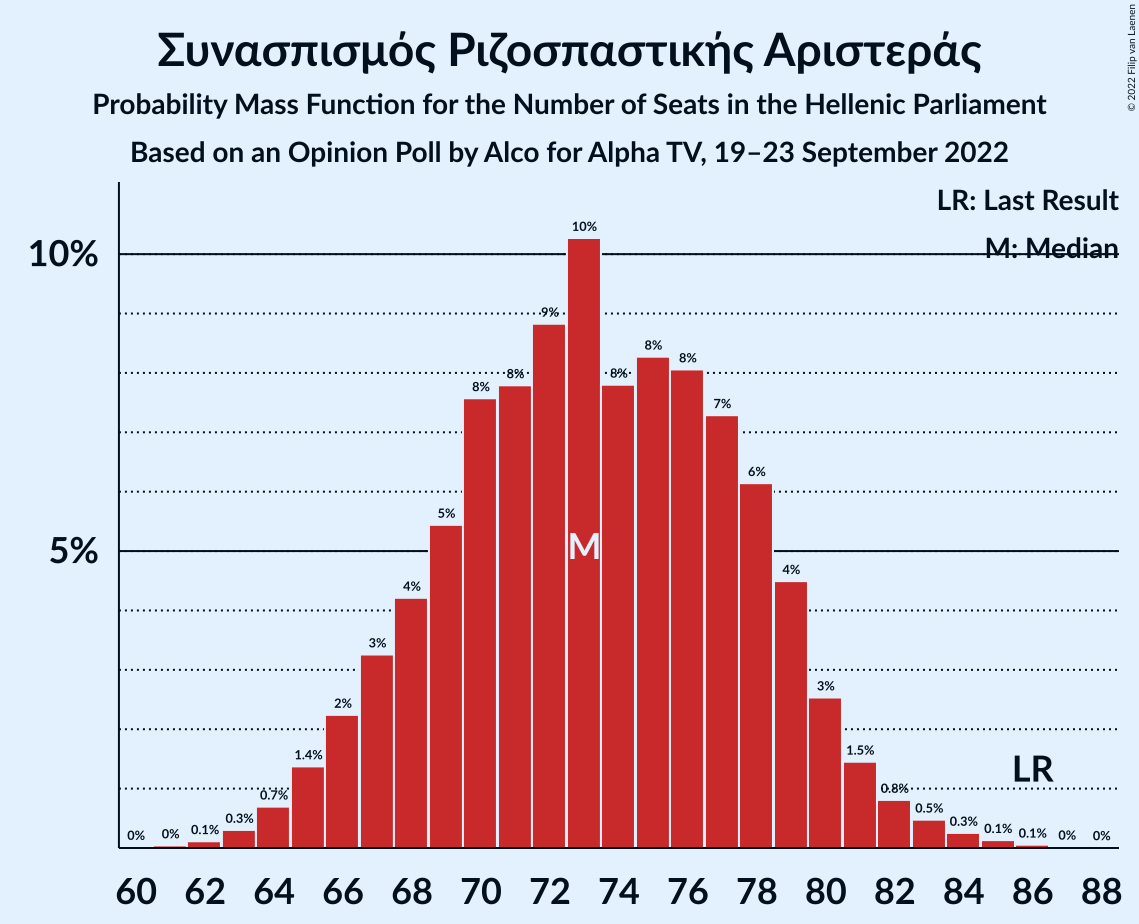 Συνασπισμός Ριζοσπαστικής Αριστεράς
Probability Mass Function for the Number of Seats in the Hellenic Parliament
Based on an Opinion Poll by Alco for Alpha TV, 19–23 September 2022
© 2022 Filip van Laenen
LR: Last Result
M: Median
10%
5%
0% 0% 0.1% 0.3% 0.7% 1.4% 2% 3% 4% 5% 8% 8% 9% 10% 8% 8% 8% 7% 6% 4% 3% 1.5% 0.8% 0.5% 0.3% 0.1% 0.1% 0% 0%
M
LR
60 62 64 66 68 70 72 74 76 78 80 82 84 86 88